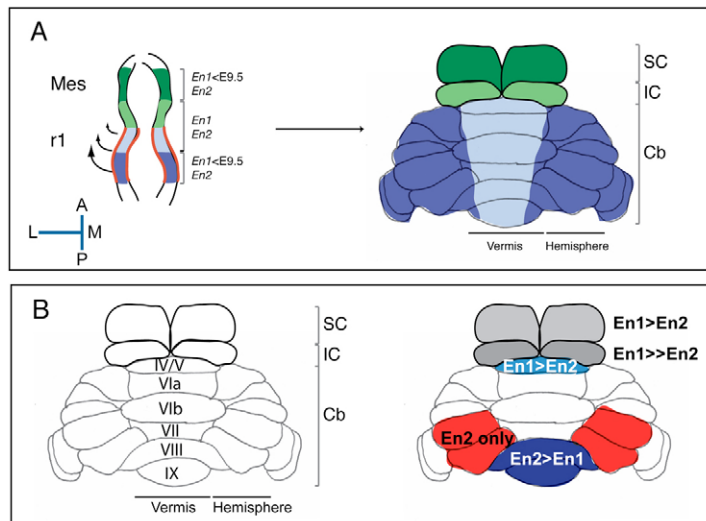 A
Mes
r1
En1<E9.5
En2
En1
En2
En1<E9.5
En2
A
L M
P
SC
IC
Cb
Vermis Hemisphere
B
IV/V
VIa
VIb
VII
VIII
IX
SC
IC
Cb
Vermis Hemisphere
En1>En2
En1>>En2
En1>En2
En2 only
En2>En1